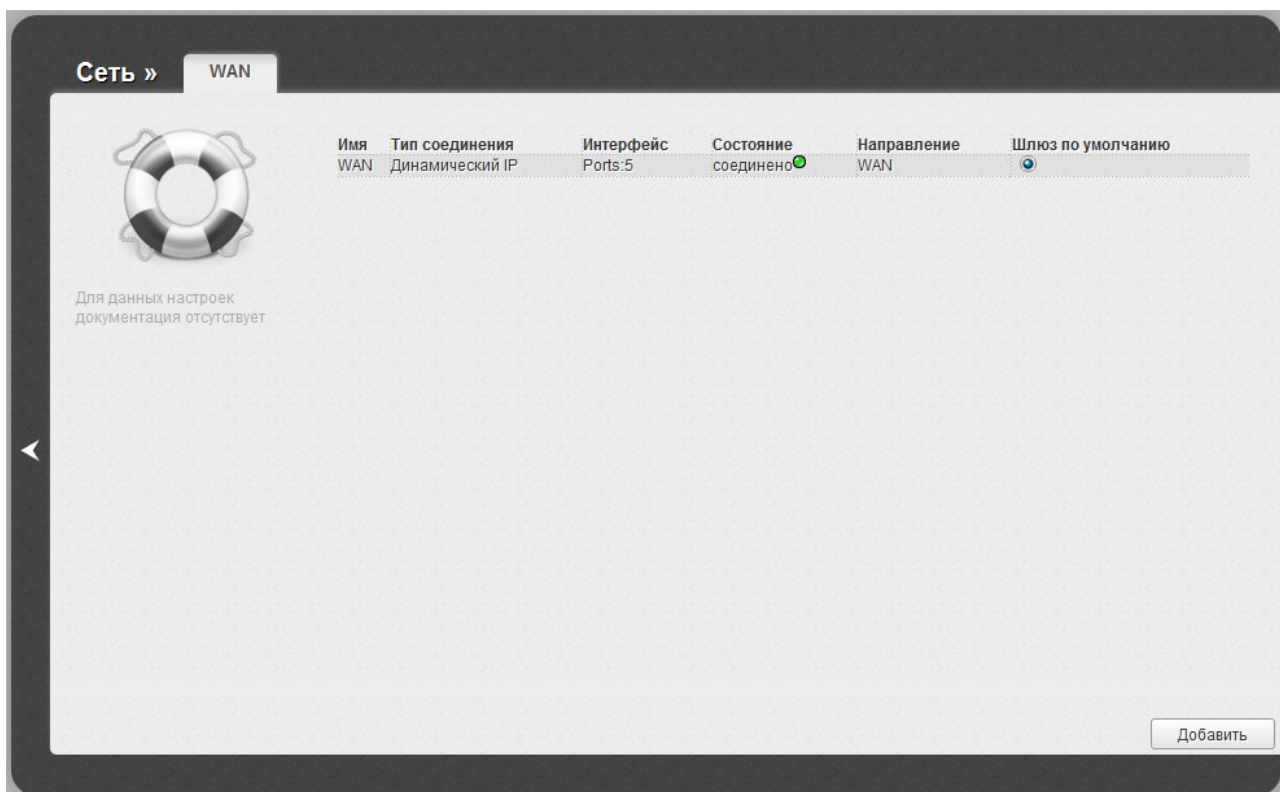 Сеть »
WAN
Имя Тип соединения Интерфейс Состояние Направление Шлюз по умолчанию
WAN Динамический IP Ports:5 соединено WAN
Для данных настроек
документация отсутствует
Добавить